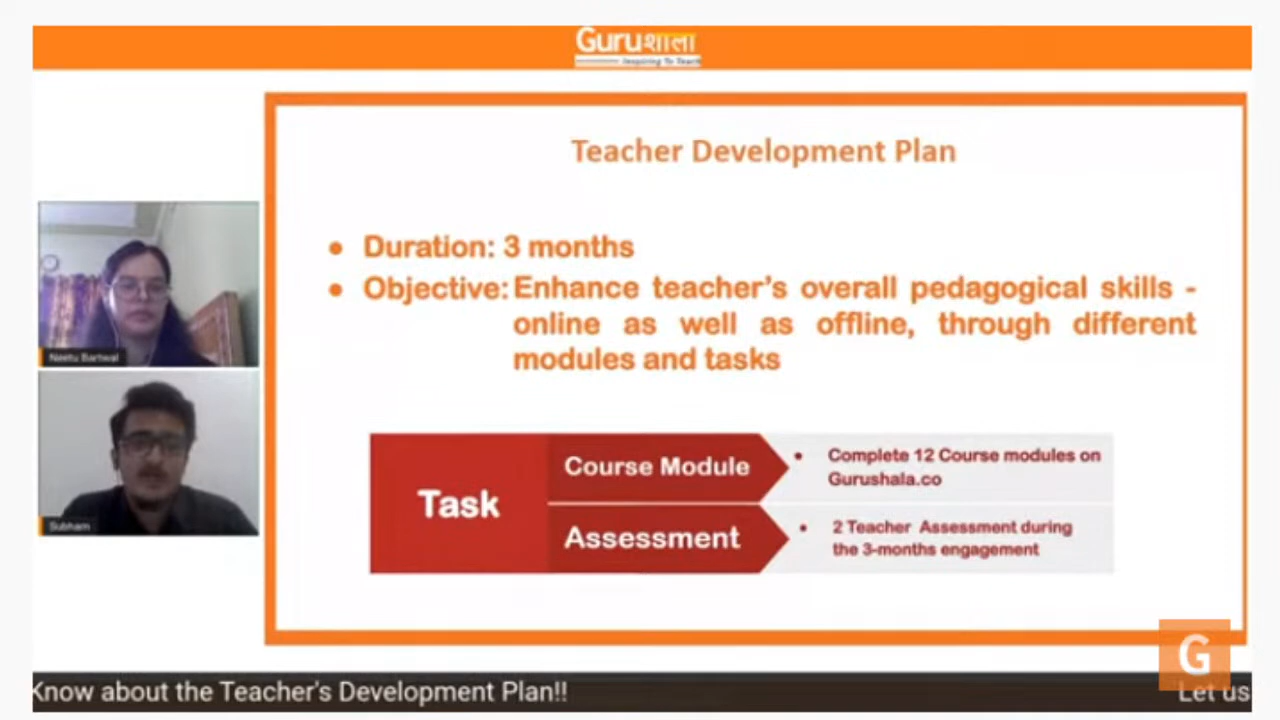 Guruशाला
Inspiring To Teach
Teacher Development Plan
• Duration: 3 months
• Objective: Enhance teacher's overall pedagogical skills -
online as well as offline, through different
modules and tasks
Neetu Bartwal
Subham
Task
Course Module
• Complete 12 Course modules on
Gurushala.co
Assessment
• 2 Teacher Assessment during
the 3-months engagement
G
Know about the Teacher's Development Plan!! Let us